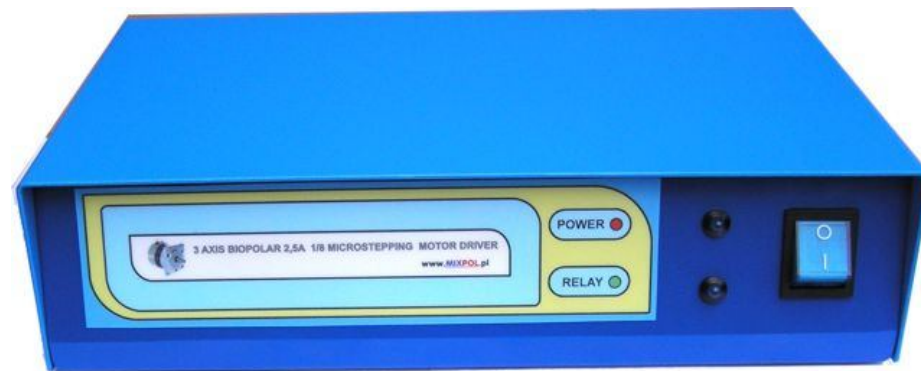 3 AXIS BIOPOLAR 2,5A 1/8 MICROSTEPPING MOTOR DRIVER
www.MIXPOL.pl
POWER
RELAY
O
I